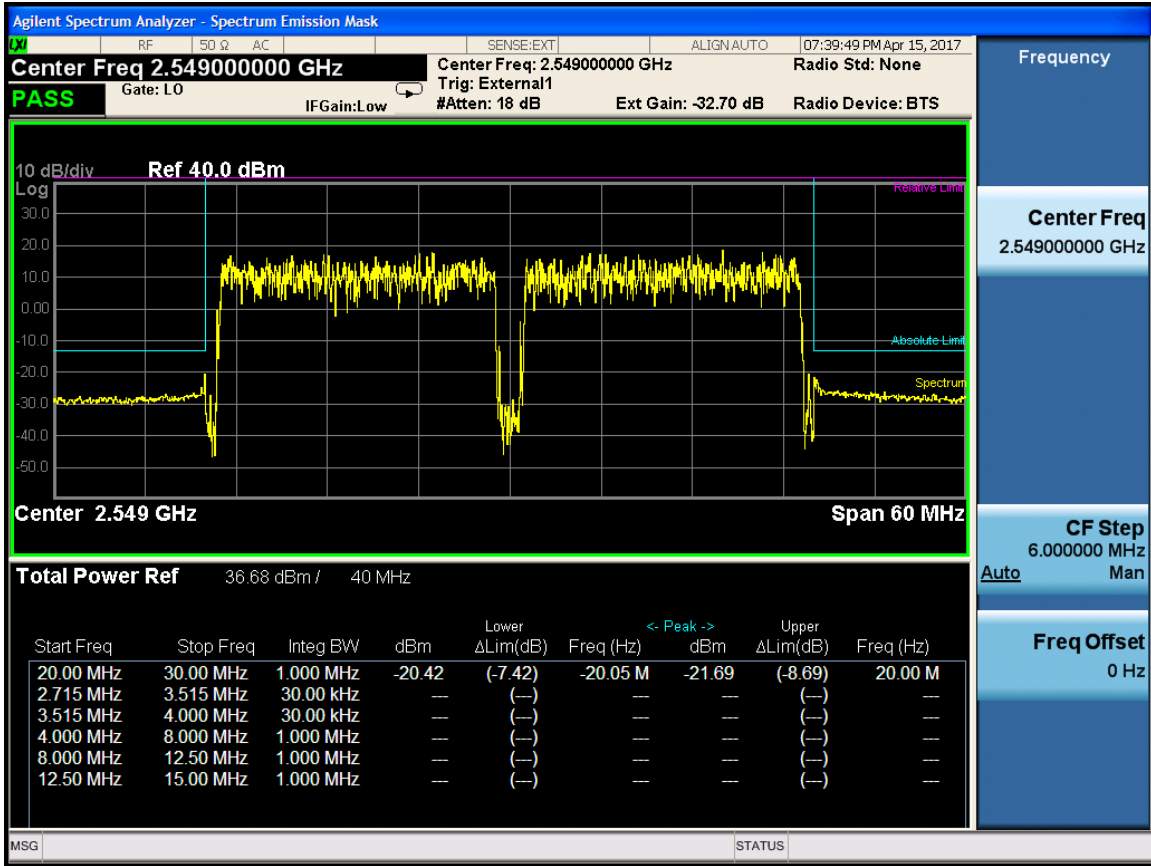 Agilent Spectrum Analyzer - Spectrum Emission Mask
LXI RF 50 Ω AC SENSE:EXT ALIGN AUTO 07:39:49 PM Apr 15, 2017
Center Freq 2.549000000 GHz Center Freq: 2.549000000 GHz Radio Std: None
Gate: LO Trig: External1
PASS IFGain:Low #Atten: 18 dB Ext Gain: -32.70 dB Radio Device: BTS
10 dB/div Ref 40.0 dBm
Log
Relative Limit
30.0
20.0
10.0
0.00
-10.0
Absolute Limit
-20.0
Spectrum
-30.0
-40.0
-50.0
Center 2.549 GHz Span 60 MHz
Total Power Ref 36.68 dBm / 40 MHz
Lower <- Peak -> Upper
Start Freq Stop Freq Integ BW dBm ΔLim(dB) Freq (Hz) dBm ΔLim(dB) Freq (Hz)
20.00 MHz 30.00 MHz 1.000 MHz -20.42 (-7.42) -20.05 M -21.69 (-8.69) 20.00 M
2.715 MHz 3.515 MHz 30.00 kHz --- (---) --- --- (---) ---
3.515 MHz 4.000 MHz 30.00 kHz --- (---) --- --- (---) ---
4.000 MHz 8.000 MHz 1.000 MHz --- (---) --- --- (---) ---
8.000 MHz 12.50 MHz 1.000 MHz --- (---) --- --- (---) ---
12.50 MHz 15.00 MHz 1.000 MHz --- (---) --- --- (---) ---
MSG STATUS
Frequency
Center Freq
2.549000000 GHz
CF Step
6.000000 MHz
Auto Man
Freq Offset
0 Hz